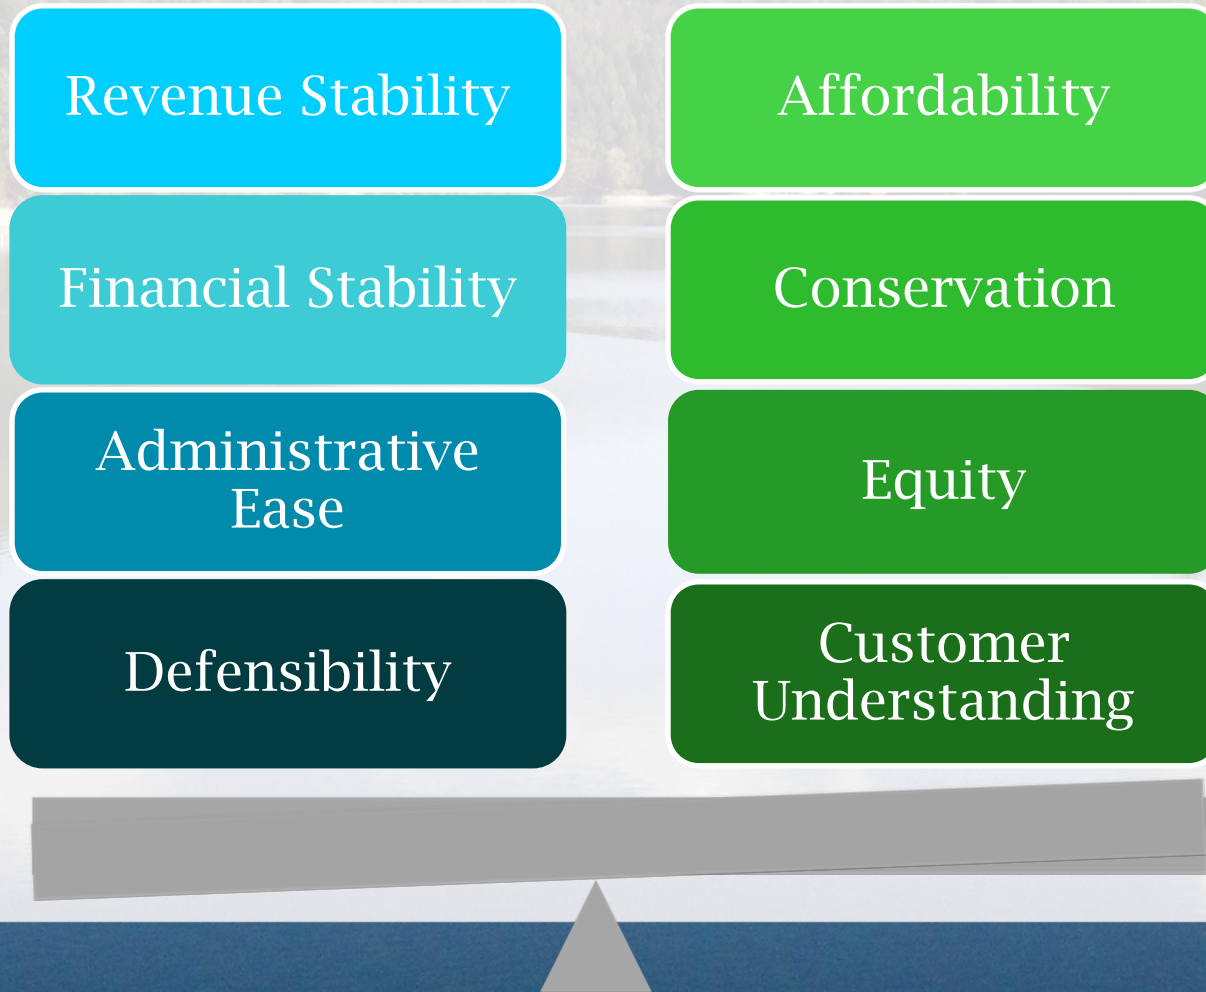 Revenue Stability
Financial Stability
Administrative
Ease
Defensibility
Affordability
Conservation
Equity
Customer
Understanding